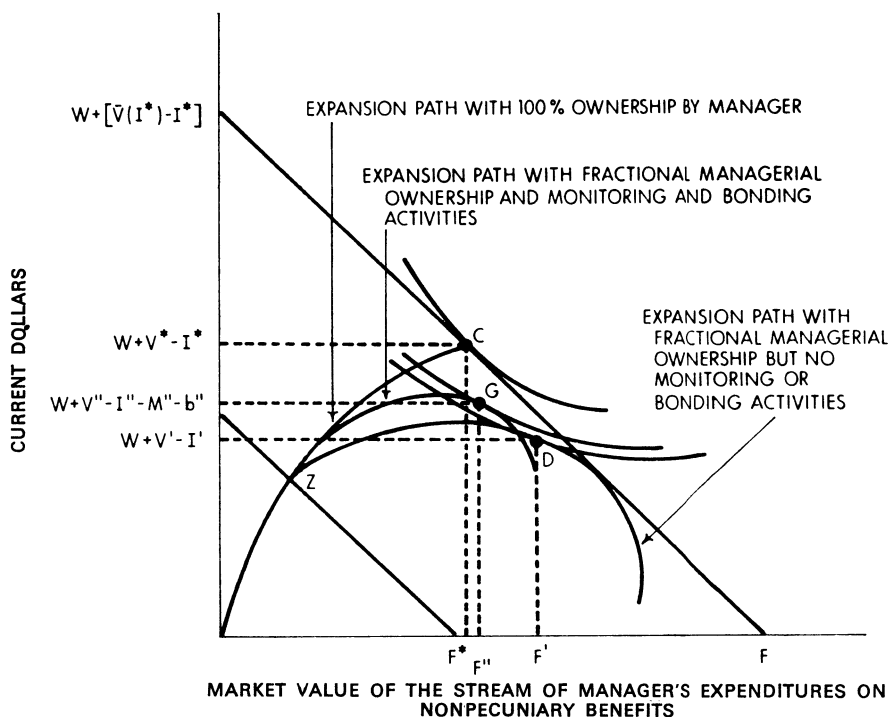 W+[V̄(I*)-I*]
EXPANSION PATH WITH 100% OWNERSHIP BY MANAGER
EXPANSION PATH WITH FRACTIONAL MANAGERIAL
OWNERSHIP AND MONITORING AND BONDING
ACTIVITIES
CURRENT DOLLARS
W+V*-I*
W+V"-I"-M"-b"
W+V'-I'
C
G
D
Z
EXPANSION PATH WITH
FRACTIONAL MANAGERIAL
OWNERSHIP BUT NO
MONITORING OR
BONDING ACTIVITIES
F*
F"
F'
F
MARKET VALUE OF THE STREAM OF MANAGER'S EXPENDITURES ON
NONPECUNIARY BENEFITS